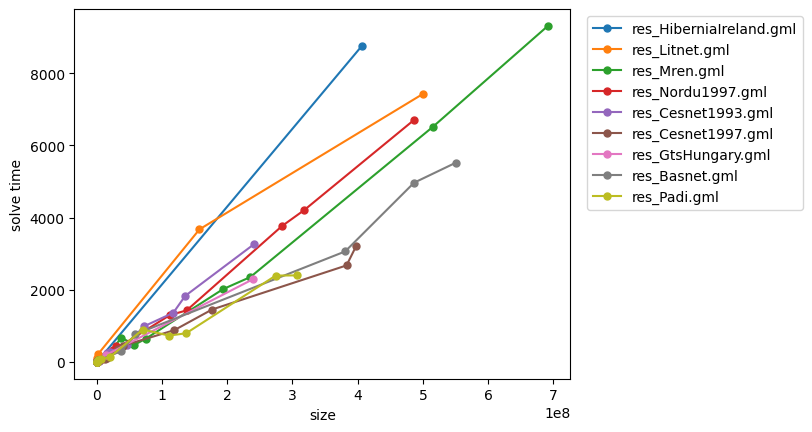 8000
6000
4000
2000
0
solve time
0 1 2 3 4 5 6 7
1e8
size
res_HiberniaIreland.gml
res_Litnet.gml
res_Mren.gml
res_Nordu1997.gml
res_Cesnet1993.gml
res_Cesnet1997.gml
res_GtsHungary.gml
res_Basnet.gml
res_Padi.gml